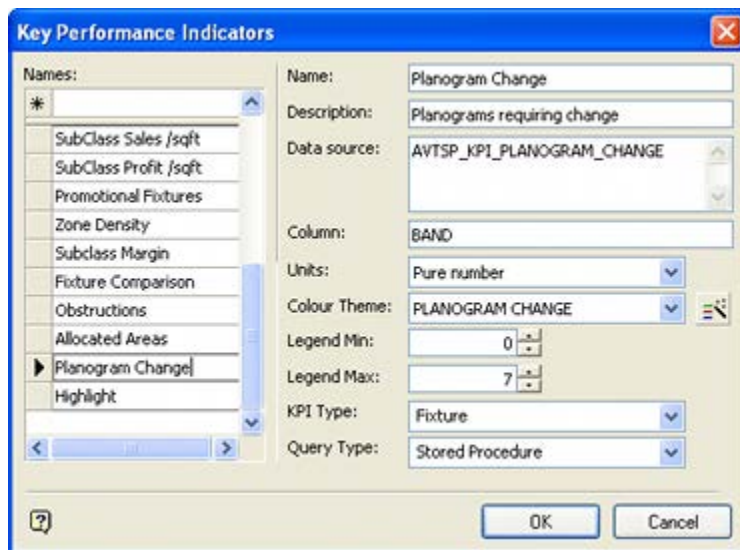 Key Performance Indicators
Names:
*
SubClass Sales /sqft
SubClass Profit /sqft
Promotional Fixtures
Zone Density
Subclass Margin
Fixture Comparison
Obstructions
Allocated Areas
Planogram Change
Highlight
Name: Planogram Change
Description: Planograms requiring change
Data source: AVTSP_KPI_PLANOGRAM_CHANGE
Column: BAND
Units: Pure number
Colour Theme: PLANOGRAM CHANGE
Legend Min: 0
Legend Max: 7
KPI Type: Fixture
Query Type: Stored Procedure
?
OK Cancel